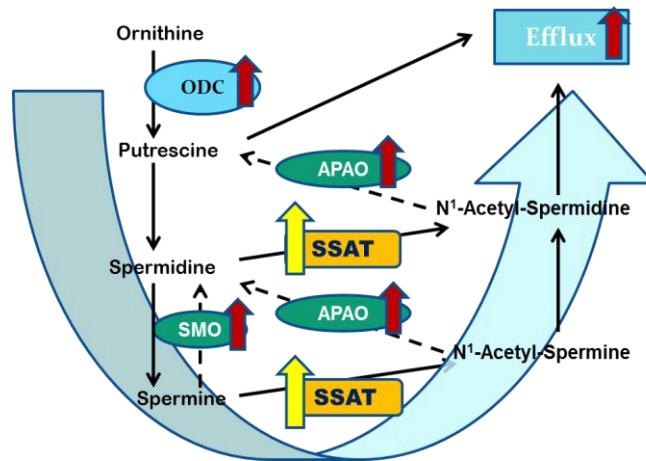 Ornithine
Efflux
ODC
Putrescine
APAO
N¹-Acetyl-Spermidine
SSAT
Spermidine
APAO
SMO
N¹-Acetyl-Spermine
Spermine
SSAT